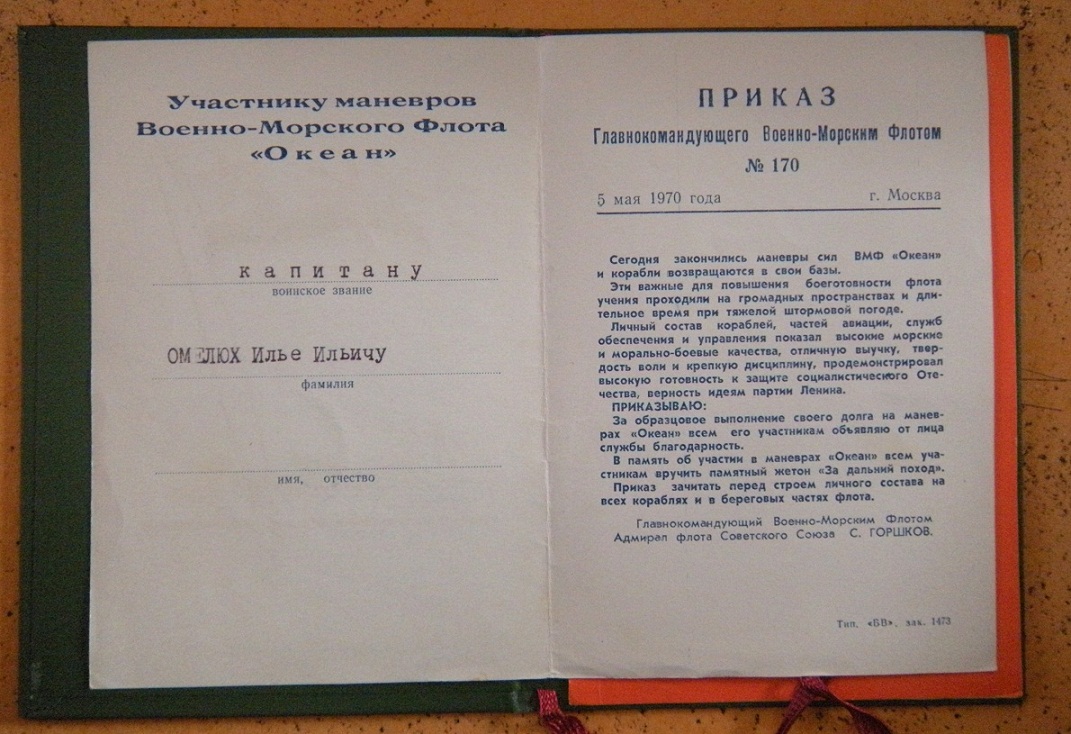 Участнику маневров
Военно-Морского Флота
«Океан»
капитану
воинское звание
ОМЕЛЮХ Илье Ильичу
фамилия
имя, отчество
ПРИКАЗ
Главнокомандующего Военно-Морским Флотом
№ 170
5 мая 1970 года г. Москва
Сегодня закончились маневры сил ВМФ «Океан»
и корабли возвращаются в свои базы.
Эти важные для повышения боеготовности флота
учения проходили на громадных пространствах и дли-
тельное время при тяжелой штормовой погоде.
Личный состав кораблей, частей авиации, служб
обеспечения и управления показал высокие морские
и морально-боевые качества, отличную выучку, твер-
дость воли и крепкую дисциплину, продемонстрировал
высокую готовность к защите социалистического Оте-
чества, верность идеям партии Ленина.
ПРИКАЗЫВАЮ:
За образцовое выполнение своего долга на манев-
рах «Океан» всем его участникам объявляю от лица
службы благодарность.
В память об участии в маневрах «Океан» всем уча-
стникам вручить памятный жетон «За дальний поход».
Приказ зачитать перед строем личного состава на
всех кораблях и в береговых частях флота.
Главнокомандующий Военно-Морским Флотом
Адмирал флота Советского Союза С. ГОРШКОВ.
Тип. «БВ», зак. 1473